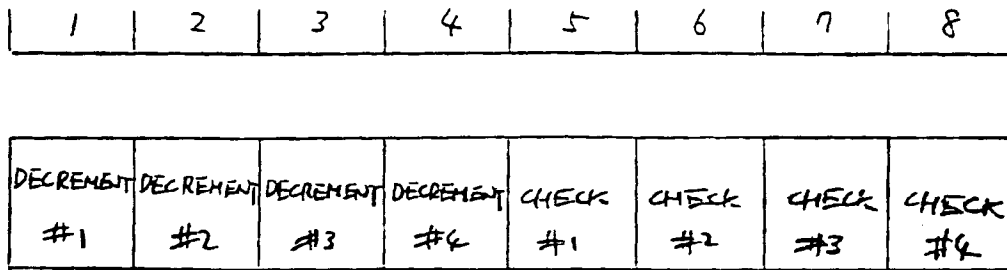 1 2 3 4 5 6 7 8
DECREMENT DECREMENT DECREMENT DECREMENT CHECK CHECK CHECK CHECK
#1 #2 #3 #4 #1 #2 #3 #4